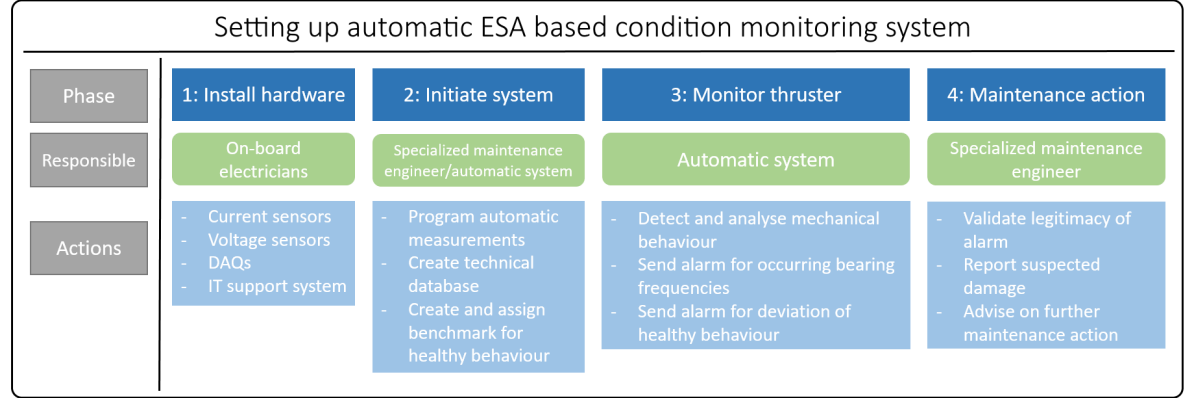 Setting up automatic ESA based condition monitoring system
Phase
1: Install hardware
2: Initiate system
3: Monitor thruster
4: Maintenance action
Responsible
On-board
electricians
Specialized maintenance
engineer/automatic system
Automatic system
Specialized maintenance
engineer
Actions
- Current sensors
- Voltage sensors
- DAQs
- IT support system
- Program automatic
measurements
- Create technical
database
- Create and assign
benchmark for
healthy behaviour
- Detect and analyse mechanical
behaviour
- Send alarm for occurring bearing
frequencies
- Send alarm for deviation of
healthy behaviour
- Validate legitimacy of
alarm
- Report suspected
damage
- Advise on further
maintenance action